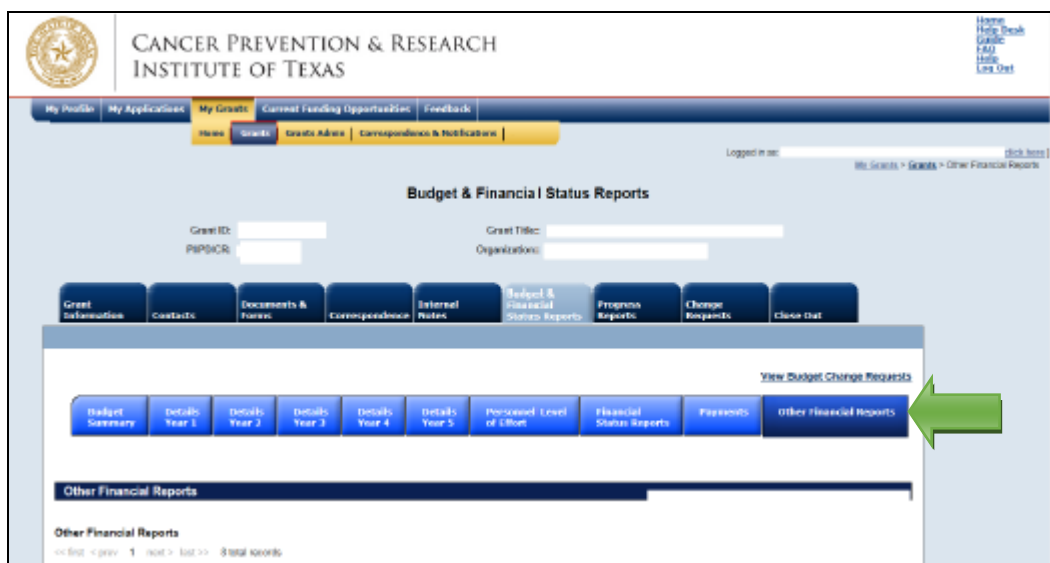 CANCER PREVENTION & RESEARCH
INSTITUTE OF TEXAS
Home
Help Desk
Guide
FAQ
Help
Log Out
My Profile My Applications My Grants Current Funding Opportunities Feedback
Home Grants Grants Admin Correspondence & Notifications
Logged in as: click here
My Grants > Grants > Other Financial Reports
Budget & Financial Status Reports
Grant ID: Grant Title:
PI/PD/CR: Organization:
Grant Information Contacts Documents & Forms Correspondence Internal Notes Budget & Financial Status Reports Progress Reports Change Requests Close Out
View Budget Change Requests
Budget Summary Details Year 1 Details Year 2 Details Year 3 Details Year 4 Details Year 5 Personnel Level of Effort Financial Status Reports Payments Other Financial Reports
Other Financial Reports
Other Financial Reports
<< first < prev 1 next > last >> 8 total records